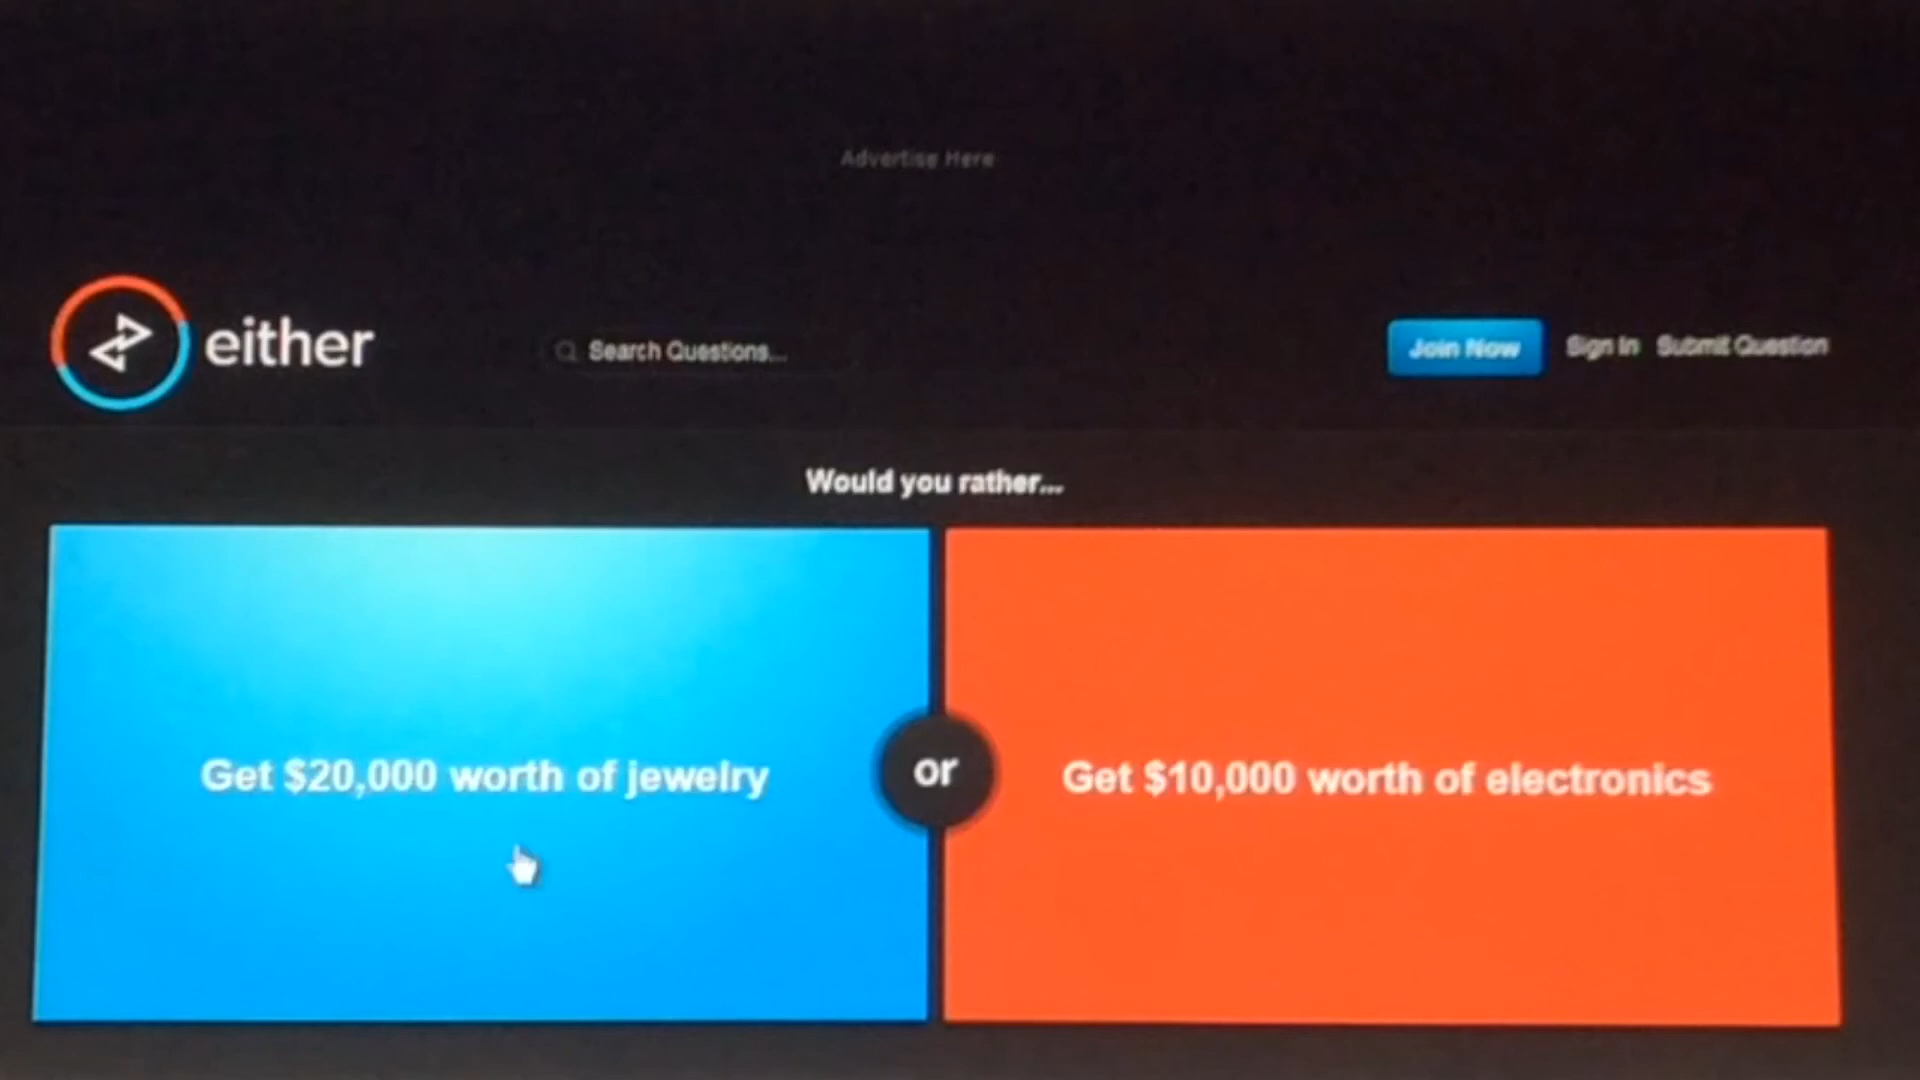 Advertise Here
either
Search Questions...
Join Now Sign In Submit Question
Would you rather...
Get $20,000 worth of jewelry or Get $10,000 worth of electronics